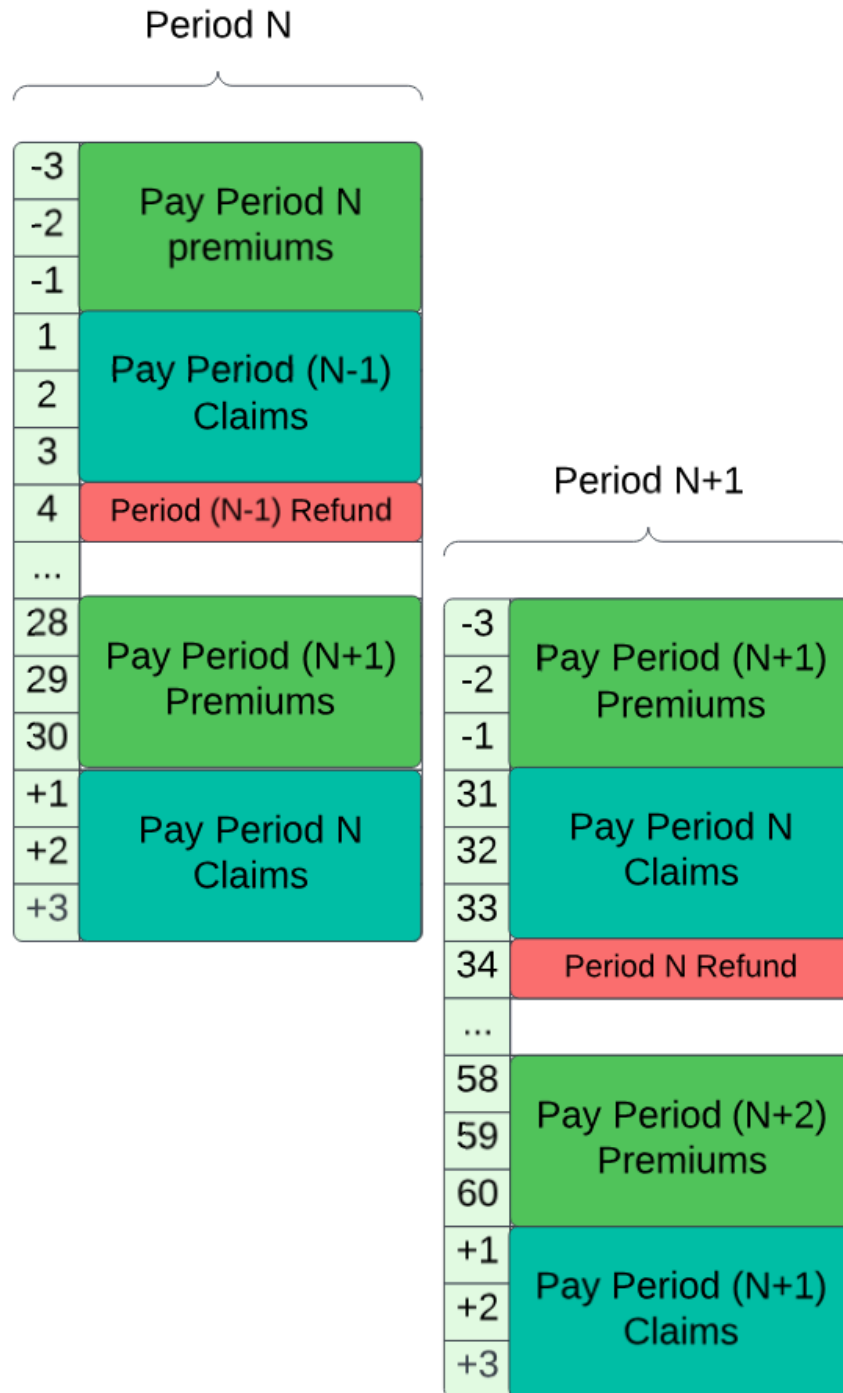 Period N
-3
-2
-1
Pay Period N
premiums
1
2
3
Pay Period (N-1)
Claims
4
Period (N-1) Refund
...
28
29
30
Pay Period (N+1)
Premiums
+1
+2
+3
Pay Period N
Claims
Period N+1
-3
-2
-1
Pay Period (N+1)
Premiums
31
32
33
Pay Period N
Claims
34
Period N Refund
...
58
59
60
Pay Period (N+2)
Premiums
+1
+2
+3
Pay Period (N+1)
Claims